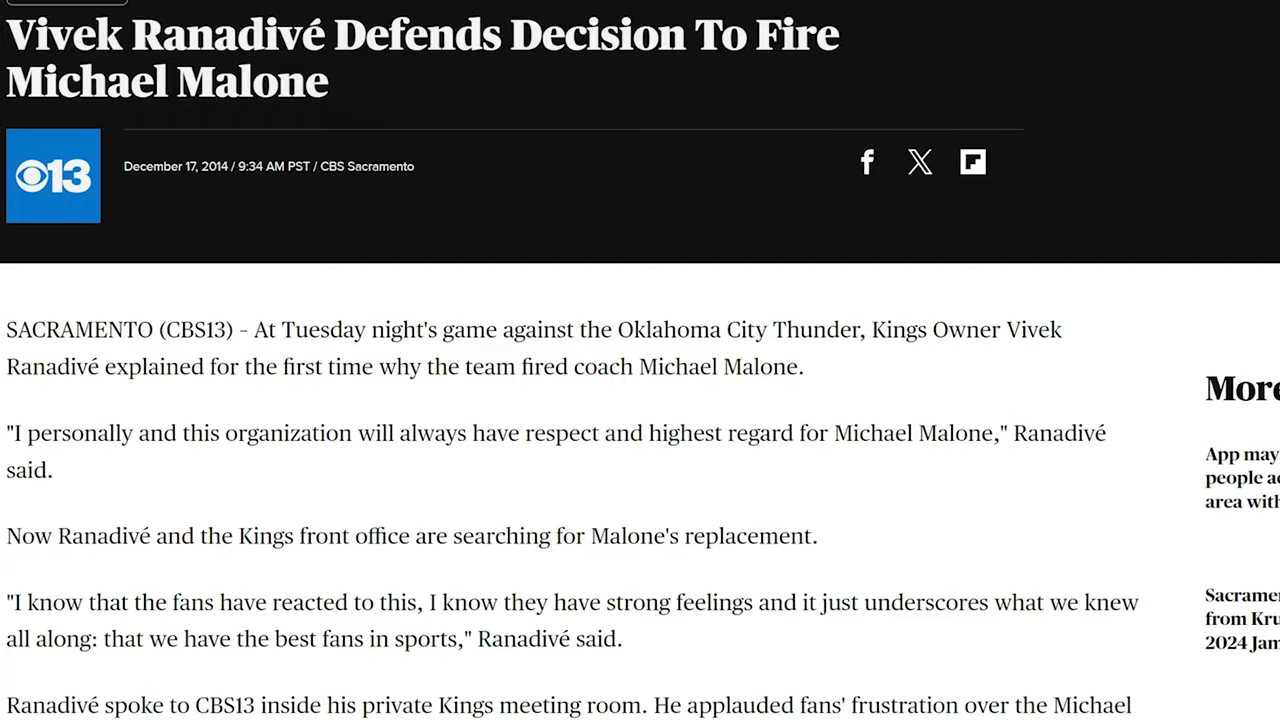 Vivek Ranadivé Defends Decision To Fire
Michael Malone
13
December 17, 2014 / 9:34 AM PST / CBS Sacramento
SACRAMENTO (CBS13) - At Tuesday night's game against the Oklahoma City Thunder, Kings Owner Vivek
Ranadivé explained for the first time why the team fired coach Michael Malone.
"I personally and this organization will always have respect and highest regard for Michael Malone," Ranadivé
said.
Now Ranadivé and the Kings front office are searching for Malone's replacement.
"I know that the fans have reacted to this, I know they have strong feelings and it just underscores what we knew
all along: that we have the best fans in sports," Ranadivé said.
Ranadivé spoke to CBS13 inside his private Kings meeting room. He applauded fans' frustration over the Michael
More
App may
people a
area with
Sacrame
from Kru
2024 Jam